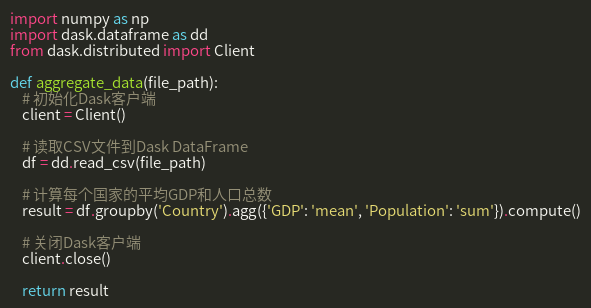 import numpy as np
import dask.dataframe as dd
from dask.distributed import Client

def aggregate_data(file_path):
    # 初始化Dask客户端
    client = Client()

    # 读取CSV文件到Dask DataFrame
    df = dd.read_csv(file_path)

    # 计算每个国家的平均GDP和人口总数
    result = df.groupby('Country').agg({'GDP': 'mean', 'Population': 'sum'}).compute()

    # 关闭Dask客户端
    client.close()

    return result